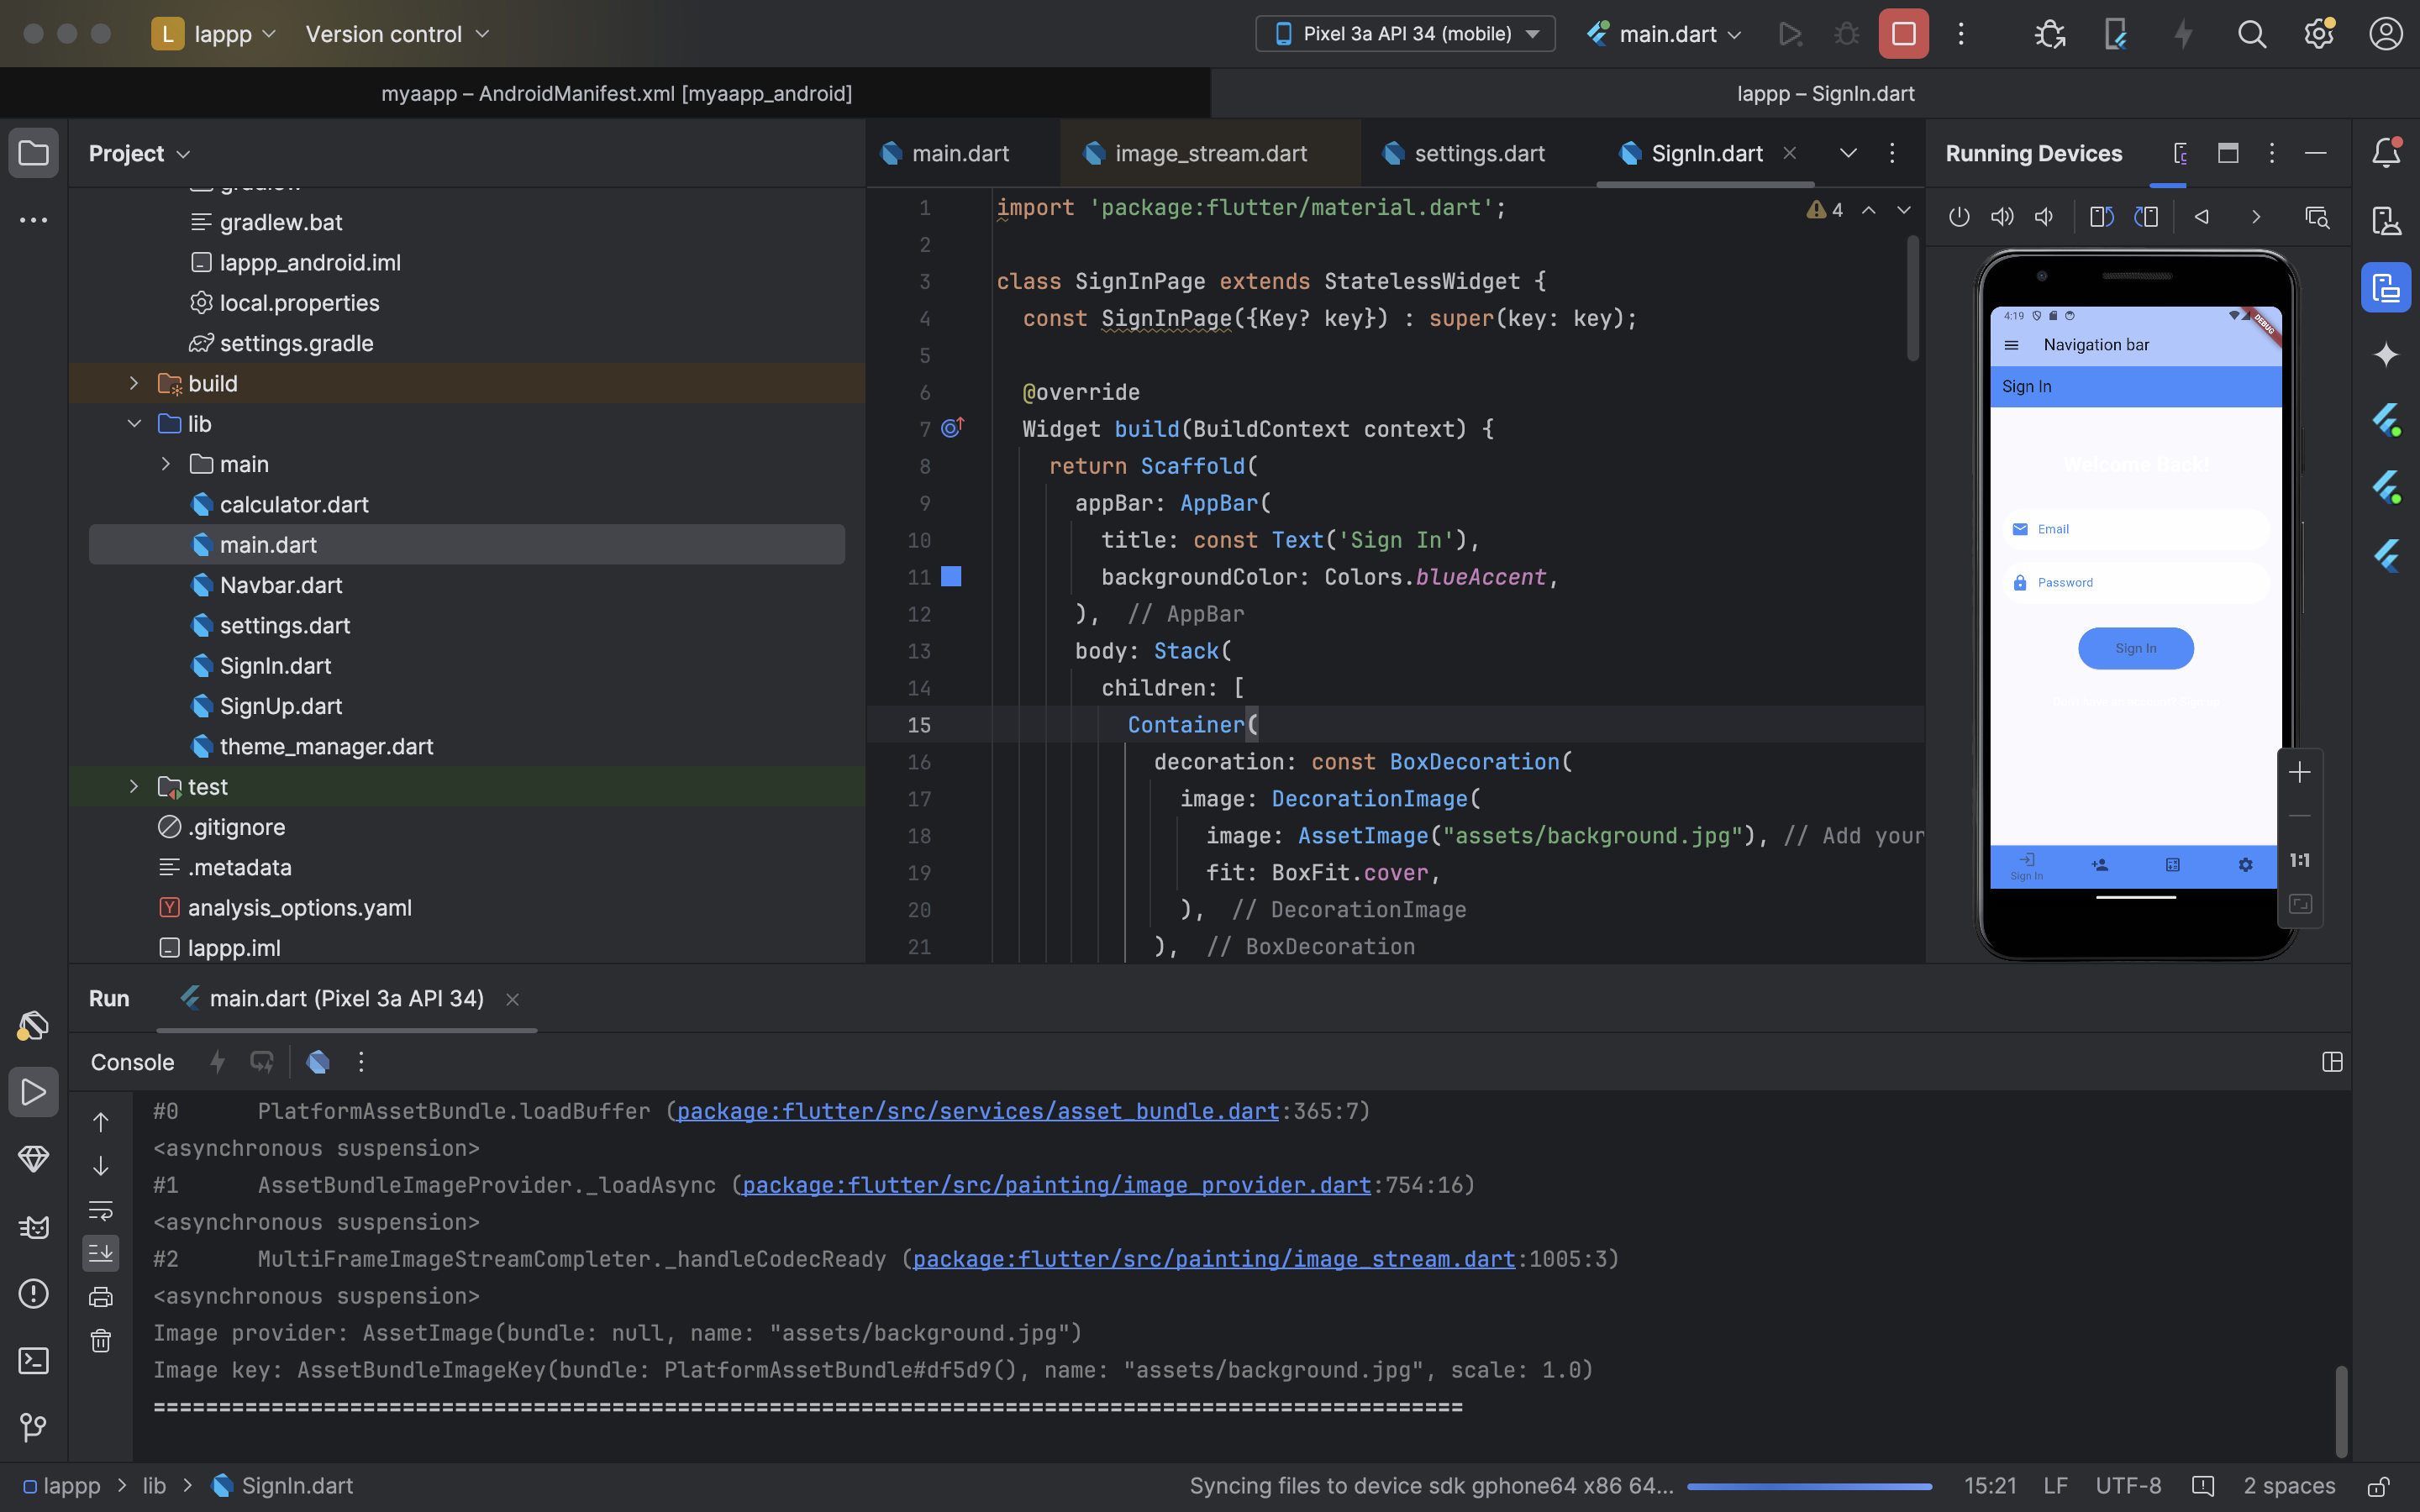 L lappp Version control Pixel 3a API 34 (mobile) main.dart
myaapp – AndroidManifest.xml [myaapp_android] lappp – SignIn.dart
Project
gradlew
gradlew.bat
lappp_android.iml
local.properties
settings.gradle
build
lib
main
calculator.dart
main.dart
Navbar.dart
settings.dart
SignIn.dart
SignUp.dart
theme_manager.dart
test
.gitignore
.metadata
analysis_options.yaml
lappp.iml
main.dart image_stream.dart settings.dart SignIn.dart
4
1 import 'package:flutter/material.dart';
2
3 class SignInPage extends StatelessWidget {
4 const SignInPage({Key? key}) : super(key: key);
5
6 @override
7 Widget build(BuildContext context) {
8 return Scaffold(
9 appBar: AppBar(
10 title: const Text('Sign In'),
11 backgroundColor: Colors.blueAccent,
12 ), // AppBar
13 body: Stack(
14 children: [
15 Container(
16 decoration: const BoxDecoration(
17 image: DecorationImage(
18 image: AssetImage("assets/background.jpg"), // Add your
19 fit: BoxFit.cover,
20 ), // DecorationImage
21 ), // BoxDecoration
Running Devices
4:19
DEBUG
Navigation bar
Sign In
Welcome Back!
Email
Password
Sign In
Sign In
1:1
Run main.dart (Pixel 3a API 34)
Console
#0 PlatformAssetBundle.loadBuffer (package:flutter/src/services/asset_bundle.dart:365:7)
<asynchronous suspension>
#1 AssetBundleImageProvider._loadAsync (package:flutter/src/painting/image_provider.dart:754:16)
<asynchronous suspension>
#2 MultiFrameImageStreamCompleter._handleCodecReady (package:flutter/src/painting/image_stream.dart:1005:3)
<asynchronous suspension>
Image provider: AssetImage(bundle: null, name: "assets/background.jpg")
Image key: AssetBundleImageKey(bundle: PlatformAssetBundle#df5d9(), name: "assets/background.jpg", scale: 1.0)
====================================================================================================
lappp > lib > SignIn.dart Syncing files to device sdk gphone64 x86 64... 15:21 LF UTF-8 2 spaces